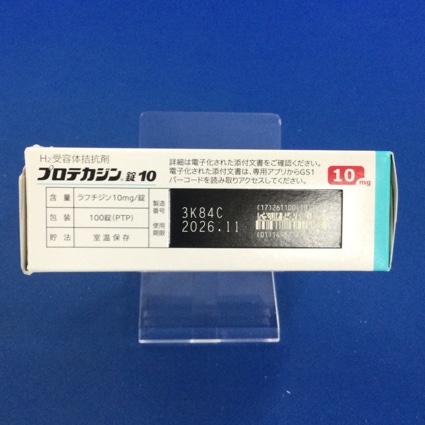 H₂受容体拮抗剤
プロテカジン®錠10
含量 ラフチジン10mg/錠
包装 100錠(PTP)
貯法 室温保存
詳細は電子化された添付文書をご確認ください。
電子化された添付文書は、専用アプリからGS1
バーコードを読み取りアクセスしてください。
10mg
製造番号 3K84C
使用期限 2026.11